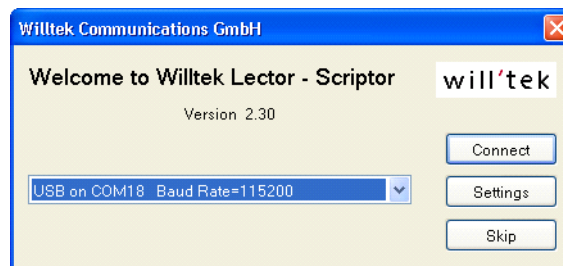 Willtek Communications GmbH
Welcome to Willtek Lector - Scriptor
will'tek
Version 2.30
Connect
USB on COM18 Baud Rate=115200
Settings
Skip